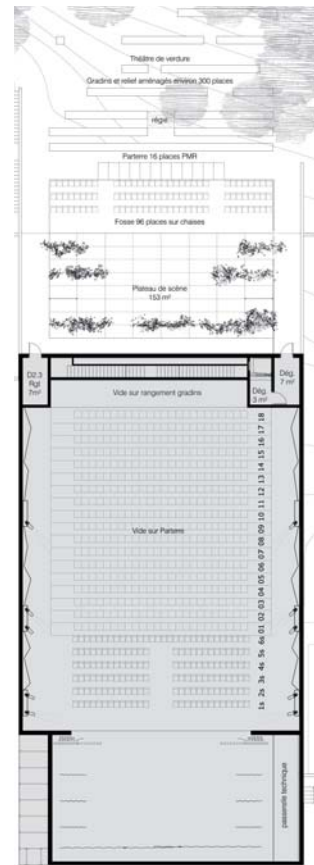 Théâtre de verdure
Gradins et relief aménagés environ 300 places
régie
Parterre 16 places PMR
Fosse 96 places sur chaises
Plateau de scène
153 m²
D2.3
Rgt
7m²
Dég.
7 m²
Dég.
3 m²
Vide sur rangement gradins
18
17
16
15
14
13
12
11
10
09
08
07
06
05
04
03
02
01
6s
5s
4s
3s
2s
1s
Vide sur Parterre
passerelle technique